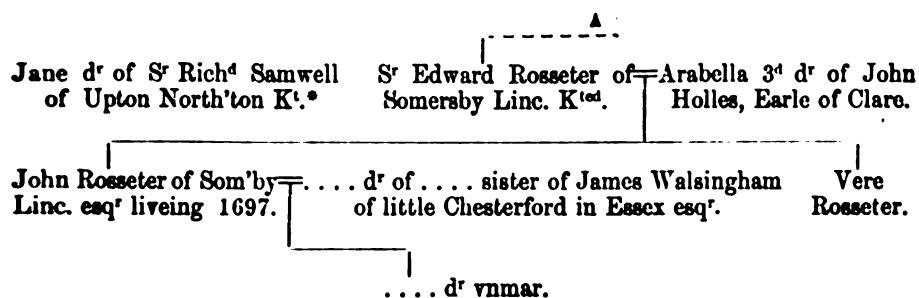 A
Jane dʳ of Sʳ Richᵈ Samwell
of Upton North'ton Kᵗ.*
Sʳ Edward Rosseter of
Somersby Linc. Kᵗᵉᵈ.
Arabella 3ᵈ dʳ of John
Holles, Earle of Clare.
John Rosseter of Som'by
Linc. esqʳ liveing 1697.
. . . . dʳ of . . . . sister of James Walsingham
of little Chesterford in Essex esqʳ.
Vere
Rosseter.
. . . . dʳ vnmar.